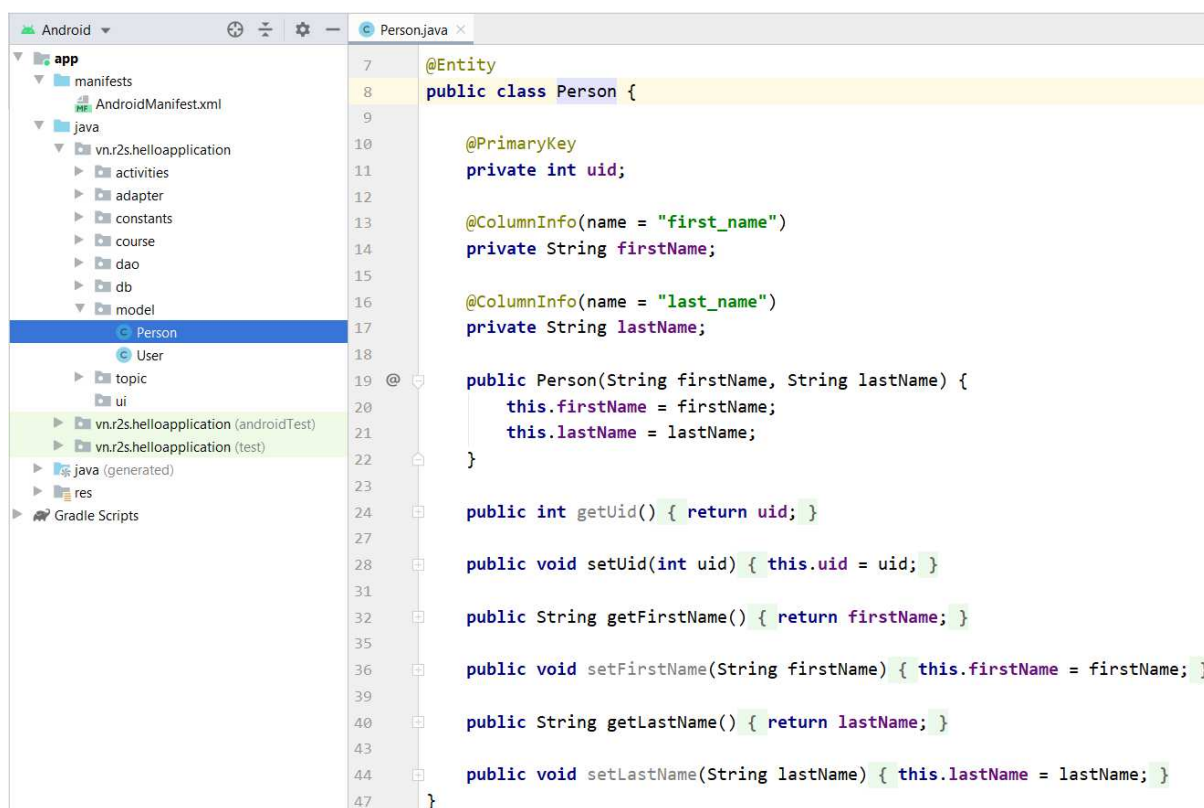 Android
app
manifests
AndroidManifest.xml
java
vn.r2s.helloapplication
activities
adapter
constants
course
dao
db
model
Person
User
topic
ui
vn.r2s.helloapplication (androidTest)
vn.r2s.helloapplication (test)
java (generated)
res
Gradle Scripts
Person.java
7 @Entity
8 public class Person {
9
10 @PrimaryKey
11 private int uid;
12
13 @ColumnInfo(name = "first_name")
14 private String firstName;
15
16 @ColumnInfo(name = "last_name")
17 private String lastName;
18
19 @ public Person(String firstName, String lastName) {
20 this.firstName = firstName;
21 this.lastName = lastName;
22 }
23
24 public int getUid() { return uid; }
27
28 public void setUid(int uid) { this.uid = uid; }
31
32 public String getFirstName() { return firstName; }
35
36 public void setFirstName(String firstName) { this.firstName = firstName; }
39
40 public String getLastName() { return lastName; }
43
44 public void setLastName(String lastName) { this.lastName = lastName; }
47 }